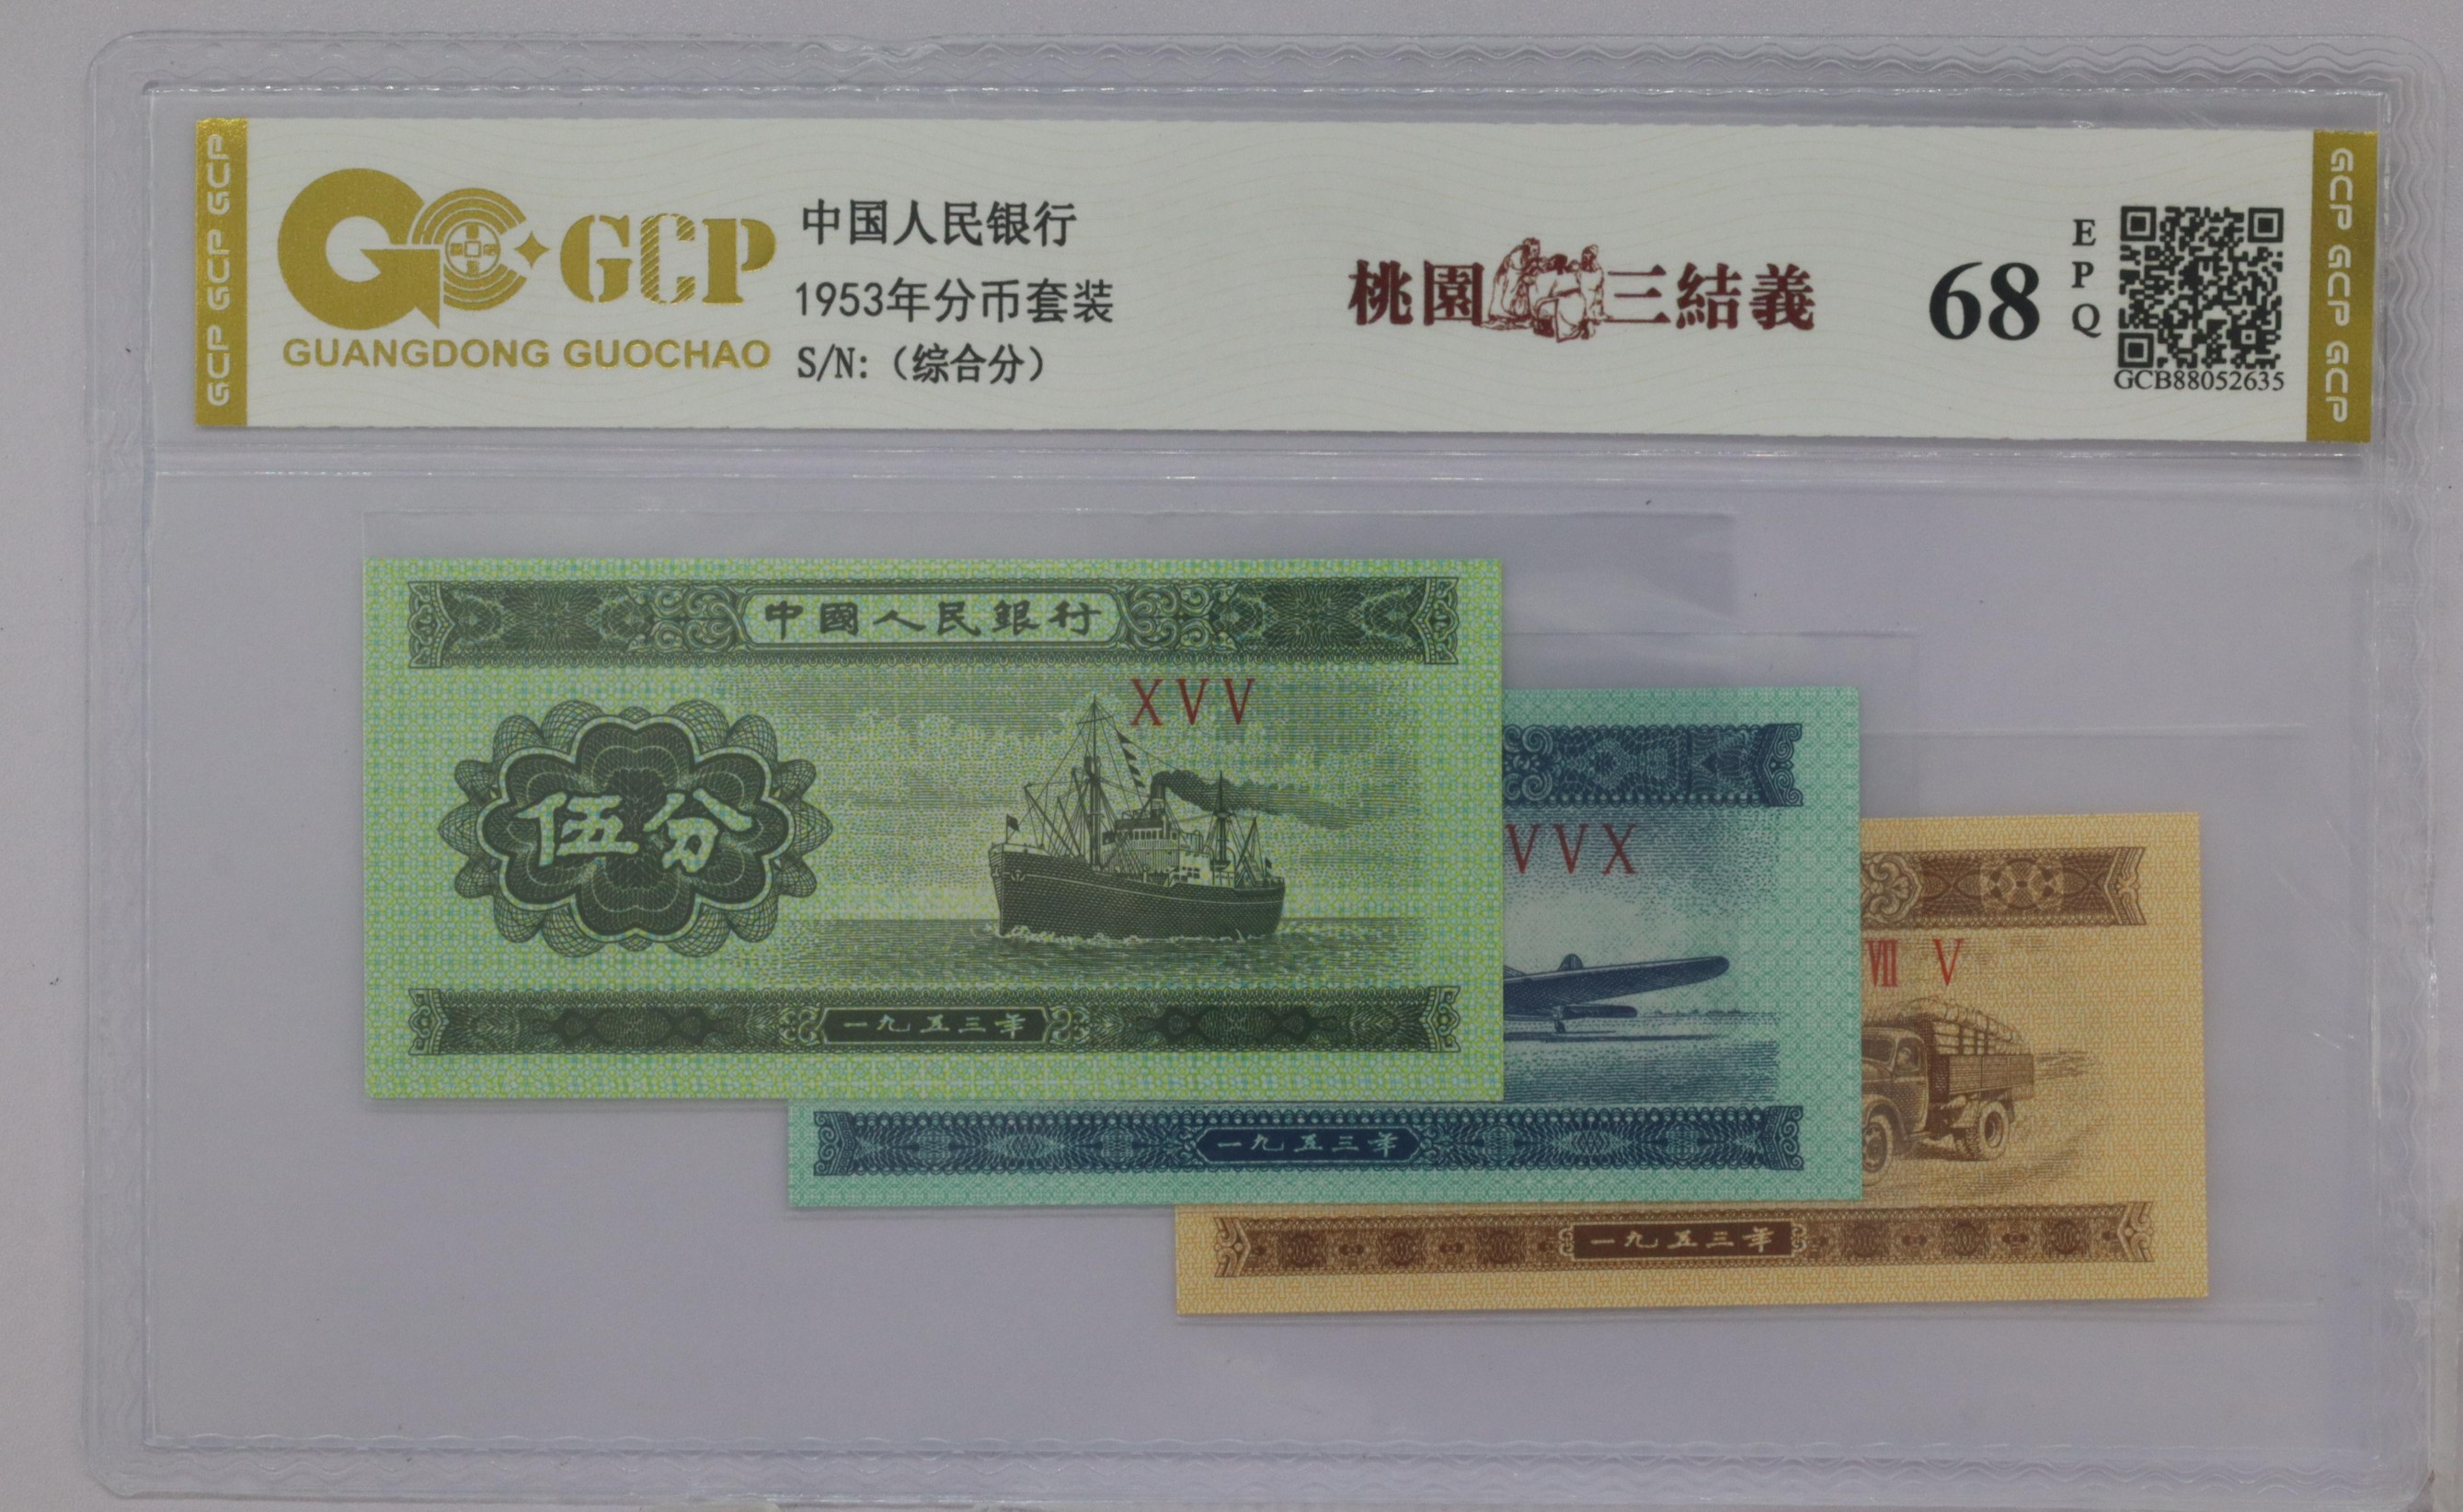 GCP GCP GCP
GCP
GUANGDONG GUOCHAO
中国人民银行
1953年分币套装
S/N:（综合分）
桃園三結義
68
EPQ
GCB88052635
GCP GCP GCP
中國人民銀行
XVV
伍分
一九五三年
VVX
一九五三年
Ⅷ V
一九五三年